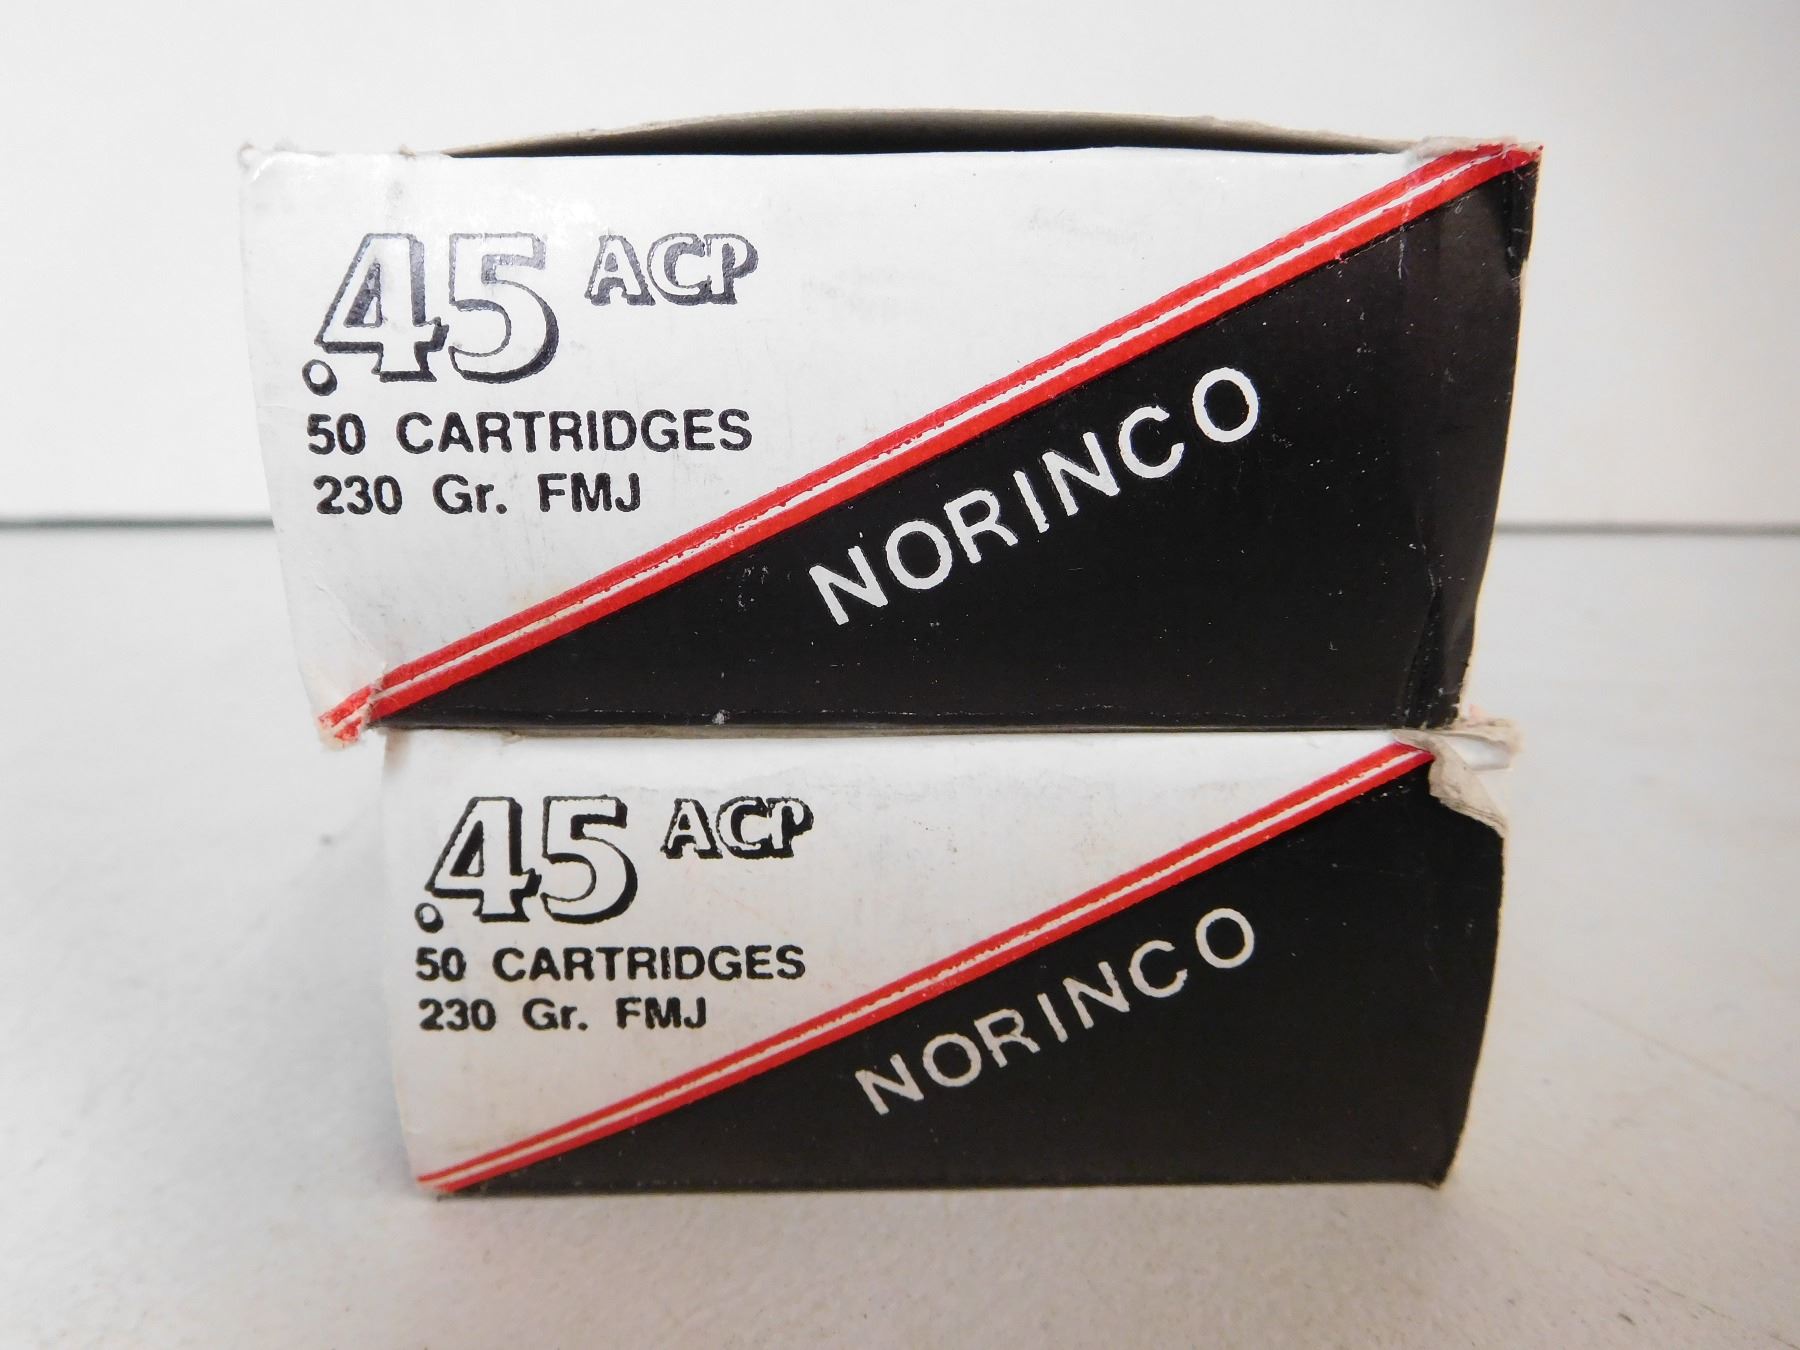 .45 ACP
50 CARTRIDGES
230 Gr. FMJ
NORINCO
.45 ACP
50 CARTRIDGES
230 Gr. FMJ
NORINCO